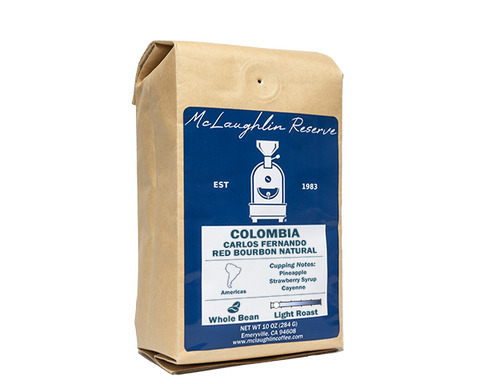 McLaughlin Reserve
EST 1983
COLOMBIA
CARLOS FERNANDO
RED BOURBON NATURAL
Cupping Notes:
Pineapple
Strawberry Syrup
Cayenne
Americas
Whole Bean
Light Roast
NET WT 10 OZ (284 G)
Emeryville, CA 94608
www.mclaughlincoffee.com